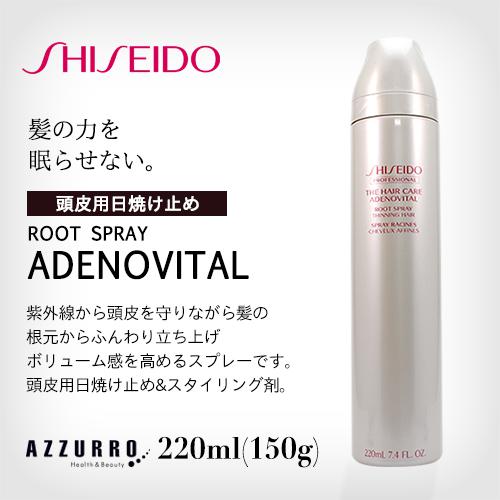 SHISEIDO
髪の力を
眠らせない。
頭皮用日焼け止め
ROOT SPRAY
ADENOVITAL
紫外線から頭皮を守りながら髪の
根元からふんわり立ち上げ
ボリューム感を高めるスプレーです。
頭皮用日焼け止め&スタイリング剤。
AZZURRO
Health&Beauty
220ml(150g)
SHISEIDO
PROFESSIONAL
THE HAIR CARE
ADENOVITAL
ROOT SPRAY
THINNING HAIR
SPRAY RACINES
CHEVEUX AFFINES
220mL 7.4 FL. OZ.